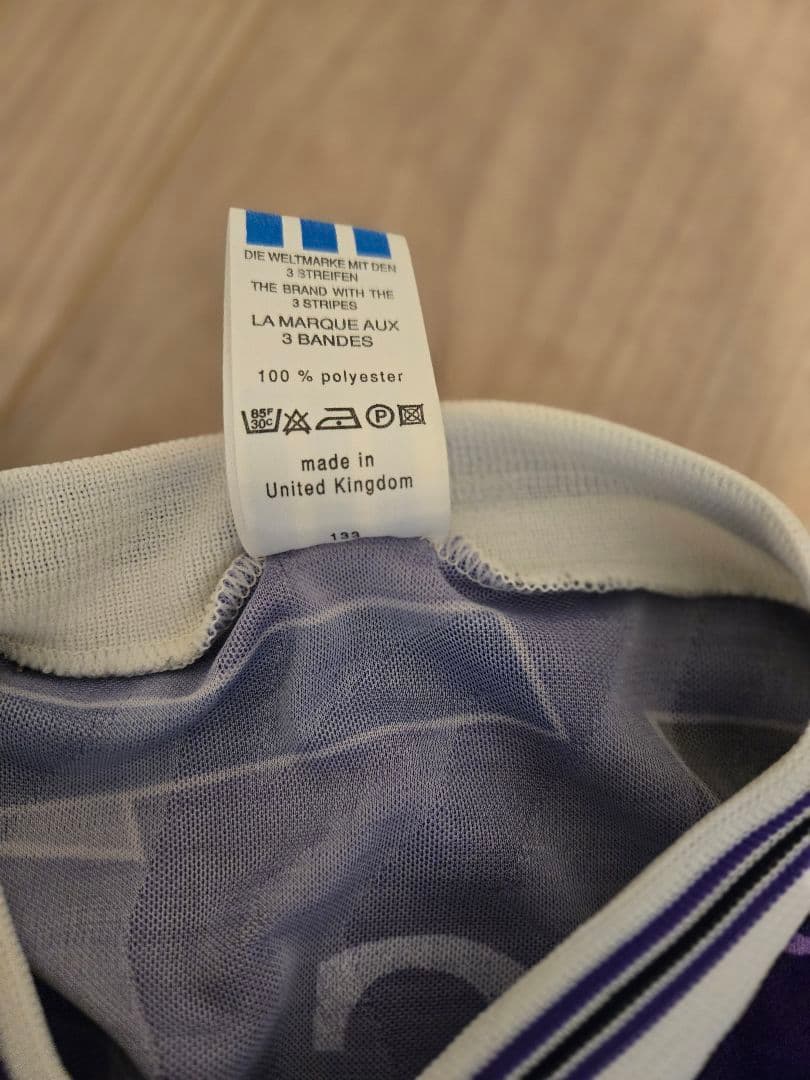 DIE WELTMARKE MIT DEN
3 STREIFEN
THE BRAND WITH THE
3 STRIPES
LA MARQUE AUX
3 BANDES
100 % polyester
85F
30C
P
made in
United Kingdom
133